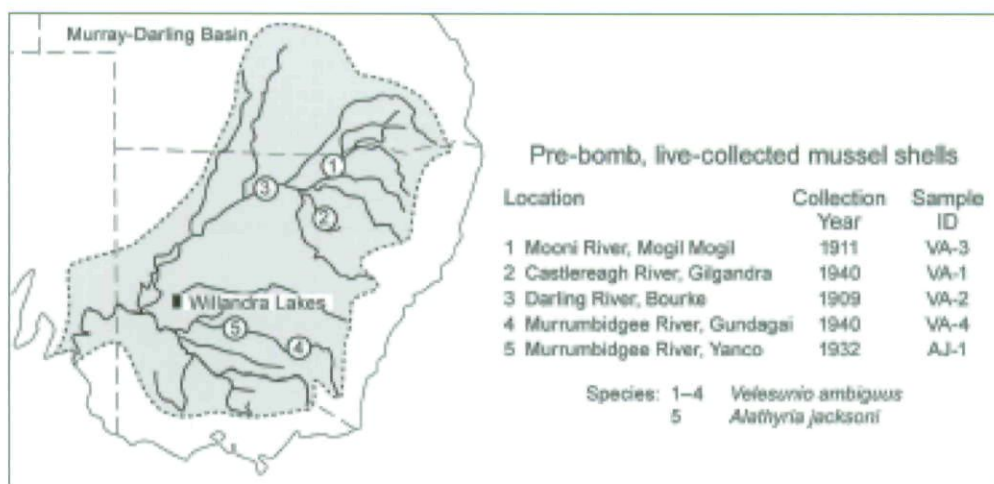 Murray-Darling Basin
1
3
2
Willandra Lakes
5
4
Pre-bomb, live-collected mussel shells
Location Collection Year Sample ID
1 Mooni River, Mogil Mogil 1911 VA-3
2 Castlereagh River, Gilgandra 1940 VA-1
3 Darling River, Bourke 1909 VA-2
4 Murrumbidgee River, Gundagai 1940 VA-4
5 Murrumbidgee River, Yanco 1932 AJ-1
Species: 1–4 Velesunio ambiguus
5 Alathyria jacksoni